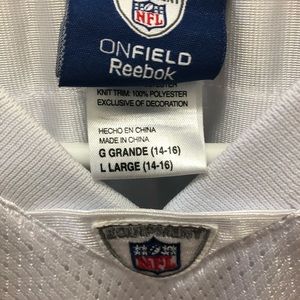 NFL
ONFIELD
Reebok
KNIT TRIM: 100% POLYESTER
EXCLUSIVE OF DECORATION
HECHO EN CHINA
MADE IN CHINA
G GRANDE (14-16)
L LARGE (14-16)
EQUIPMENT
NFL